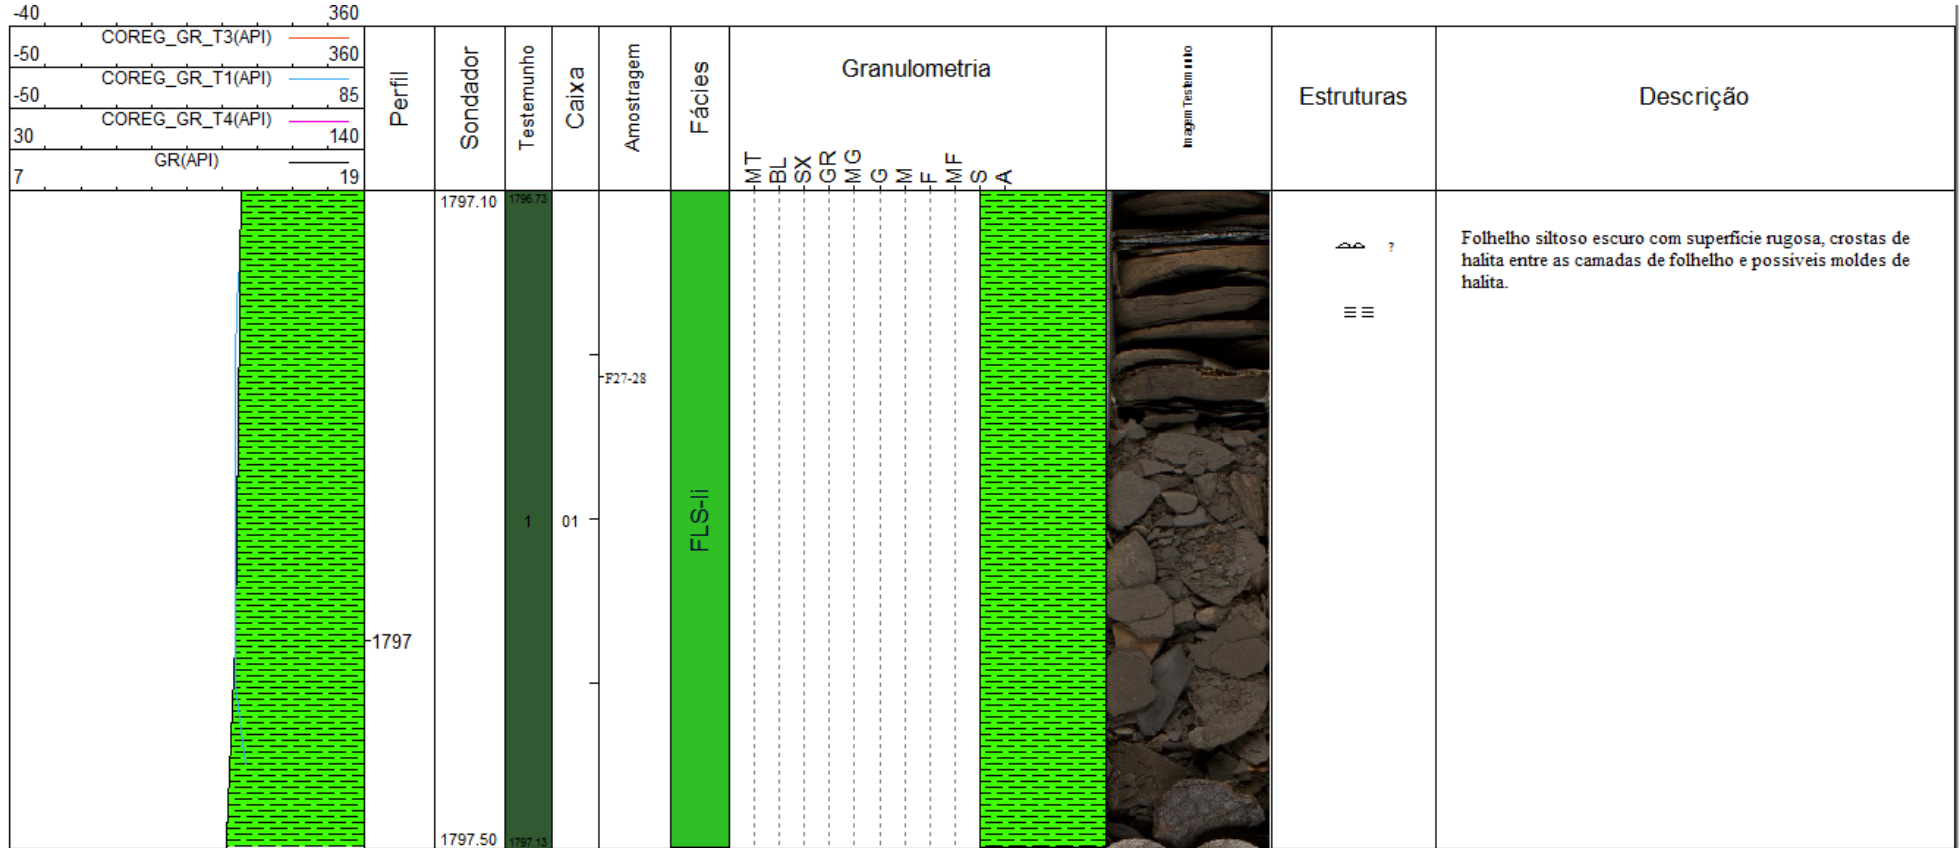 -40 360
COREG_GR_T3(API)
-50 360
COREG_GR_T1(API)
-50 85
COREG_GR_T4(API)
30 140
GR(API)
7 19
Perfil
Sondador
Testemunho
Caixa
Amostragem
Fácies
Granulometria
MT BL SX GR MG G M F MF S A
Imagem Testemunho
Estruturas
Descrição
1797.10
1796.73
?
Folhelho siltoso escuro com superfície rugosa, crostas de
halita entre as camadas de folhelho e possiveis moldes de
halita.
F27-28
FLS-li
1
01
1797
1797.50
1797.13